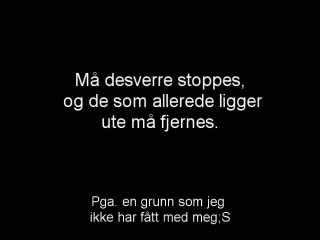 Må desverre stoppes,
og de som allerede ligger
ute må fjernes.
Pga. en grunn som jeg
ikke har fått med meg;S